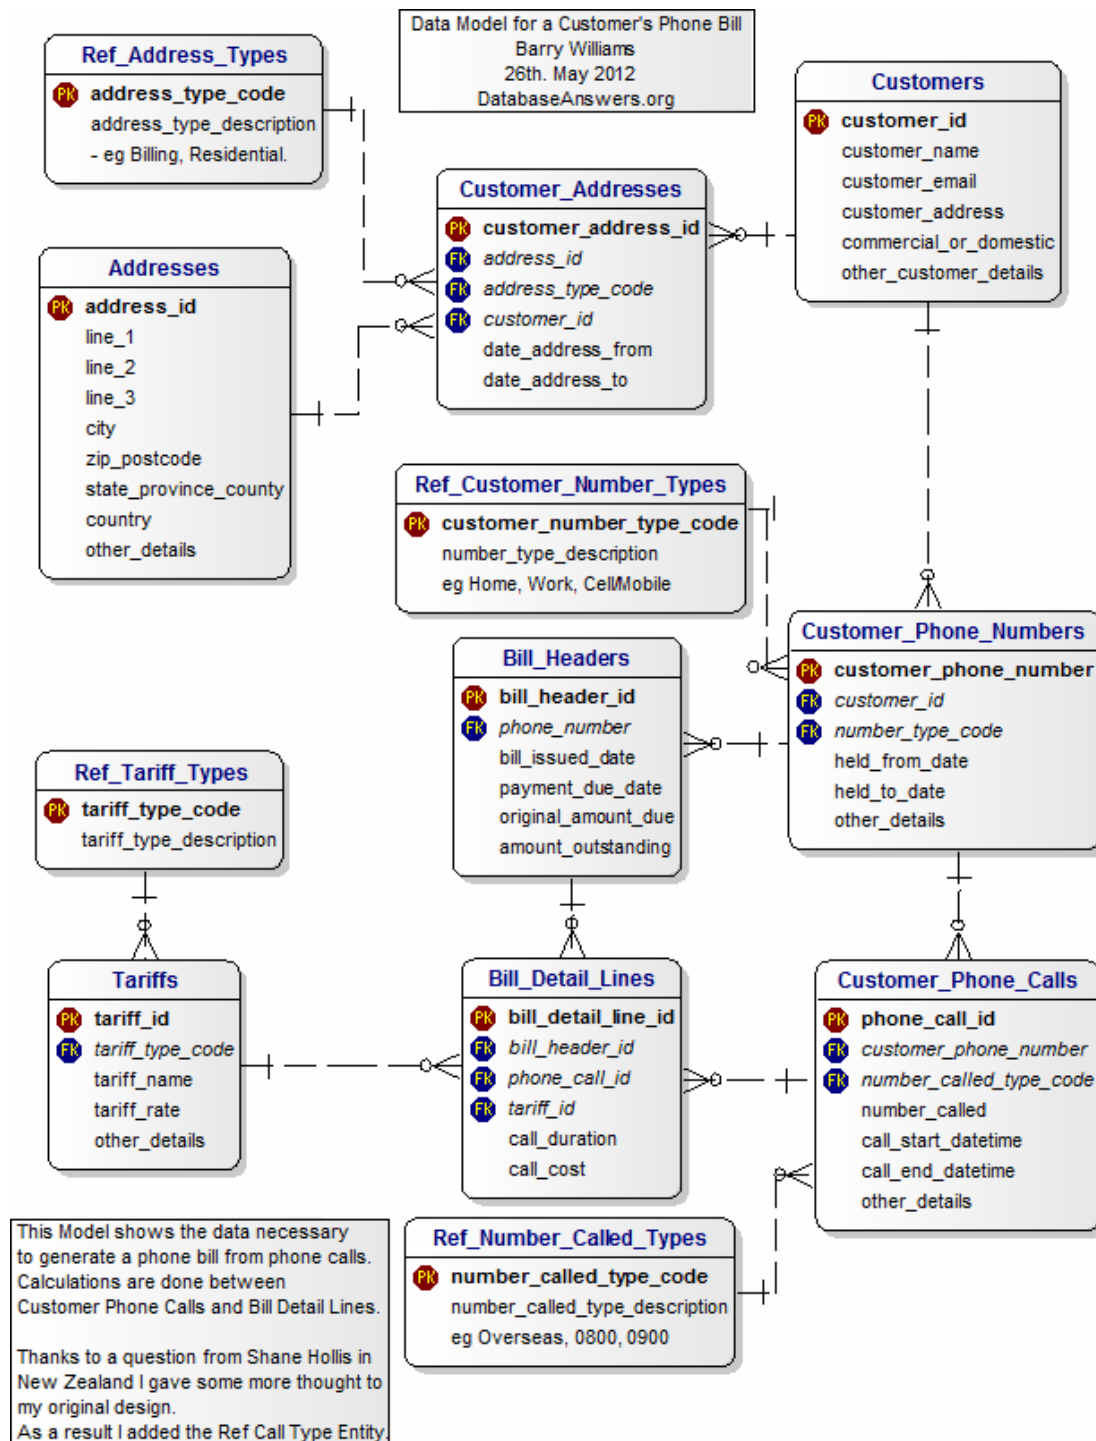 Data Model for a Customer's Phone Bill
Barry Williams
26th. May 2012
DatabaseAnswers.org
Ref_Address_Types
PK address_type_code
address_type_description
- eg Billing, Residential.
Customers
PK customer_id
customer_name
customer_email
customer_address
commercial_or_domestic
other_customer_details
Customer_Addresses
PK customer_address_id
FK address_id
FK address_type_code
FK customer_id
date_address_from
date_address_to
Addresses
PK address_id
line_1
line_2
line_3
city
zip_postcode
state_province_county
country
other_details
Ref_Customer_Number_Types
PK customer_number_type_code
number_type_description
eg Home, Work, Cell/Mobile
Customer_Phone_Numbers
PK customer_phone_number
FK customer_id
FK number_type_code
held_from_date
held_to_date
other_details
Bill_Headers
PK bill_header_id
FK phone_number
bill_issued_date
payment_due_date
original_amount_due
amount_outstanding
Ref_Tariff_Types
PK tariff_type_code
tariff_type_description
Tariffs
PK tariff_id
FK tariff_type_code
tariff_name
tariff_rate
other_details
Bill_Detail_Lines
PK bill_detail_line_id
FK bill_header_id
FK phone_call_id
FK tariff_id
call_duration
call_cost
Customer_Phone_Calls
PK phone_call_id
FK customer_phone_number
FK number_called_type_code
number_called
call_start_datetime
call_end_datetime
other_details
Ref_Number_Called_Types
PK number_called_type_code
number_called_type_description
eg Overseas, 0800, 0900
This Model shows the data necessary
to generate a phone bill from phone calls.
Calculations are done between
Customer Phone Calls and Bill Detail Lines.
Thanks to a question from Shane Hollis in
New Zealand I gave some more thought to
my original design.
As a result I added the Ref Call Type Entity.